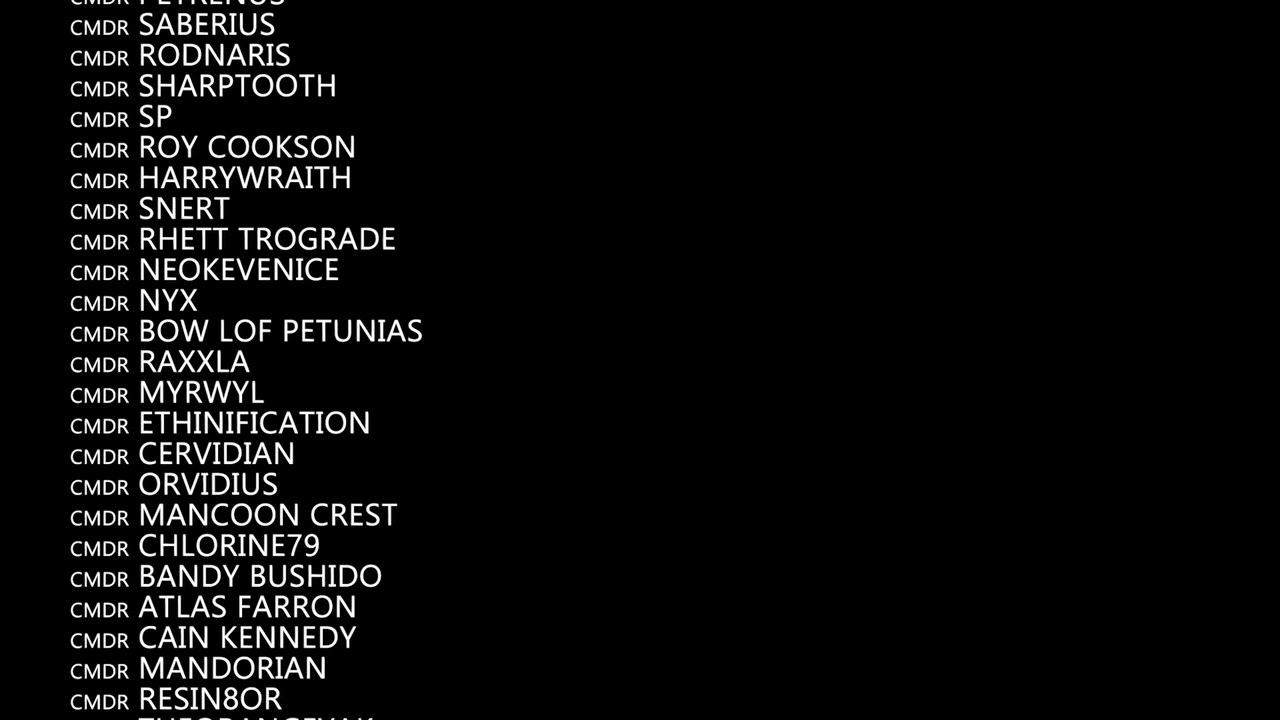 CMDR SABERIUS
CMDR RODNARIS
CMDR SHARPTOOTH
CMDR SP
CMDR ROY COOKSON
CMDR HARRYWRAITH
CMDR SNERT
CMDR RHETT TROGRADE
CMDR NEOKEVENICE
CMDR NYX
CMDR BOW LOF PETUNIAS
CMDR RAXXLA
CMDR MYRWYL
CMDR ETHINIFICATION
CMDR CERVIDIAN
CMDR ORVIDIUS
CMDR MANCOON CREST
CMDR CHLORINE79
CMDR BANDY BUSHIDO
CMDR ATLAS FARRON
CMDR CAIN KENNEDY
CMDR MANDORIAN
CMDR RESIN8OR